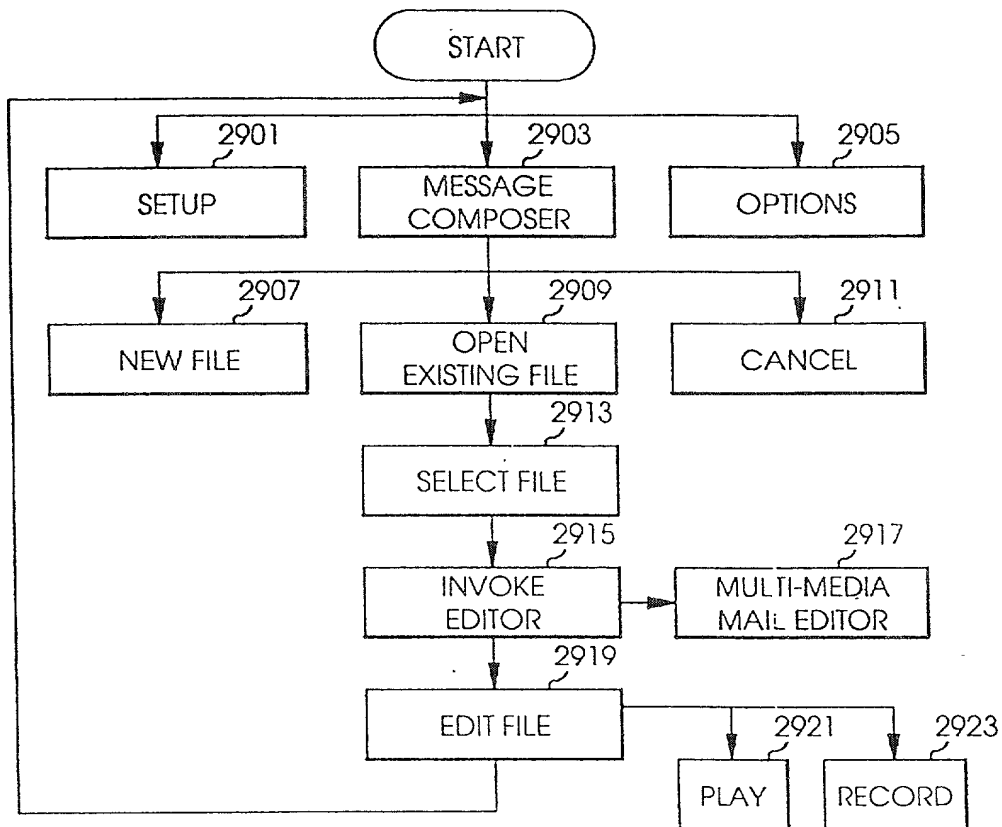 START
2901
2903
2905
SETUP
MESSAGE
COMPOSER
OPTIONS
2907
2909
2911
NEW FILE
OPEN
EXISTING FILE
CANCEL
2913
SELECT FILE
2915
2917
INVOKE
EDITOR
MULTI-MEDIA
MAIL EDITOR
2919
EDIT FILE
2921
2923
PLAY
RECORD